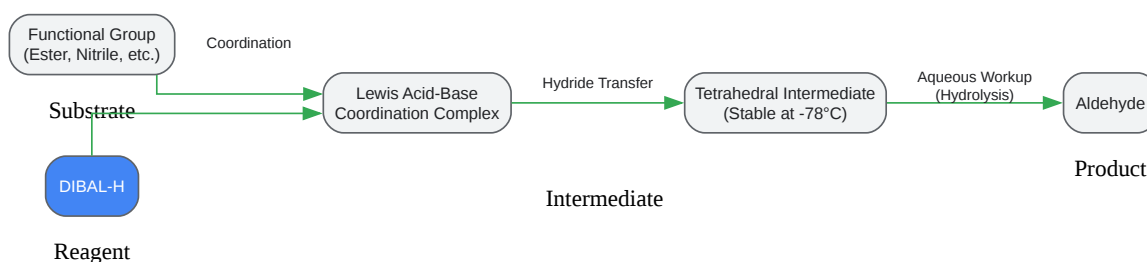 Functional Group
(Ester, Nitrile, etc.)
Coordination
Substrate
DIBAL-H
Reagent
Lewis Acid-Base
Coordination Complex
Hydride Transfer
Intermediate
Tetrahedral Intermediate
(Stable at -78°C)
Aqueous Workup
(Hydrolysis)
Aldehyde
Product